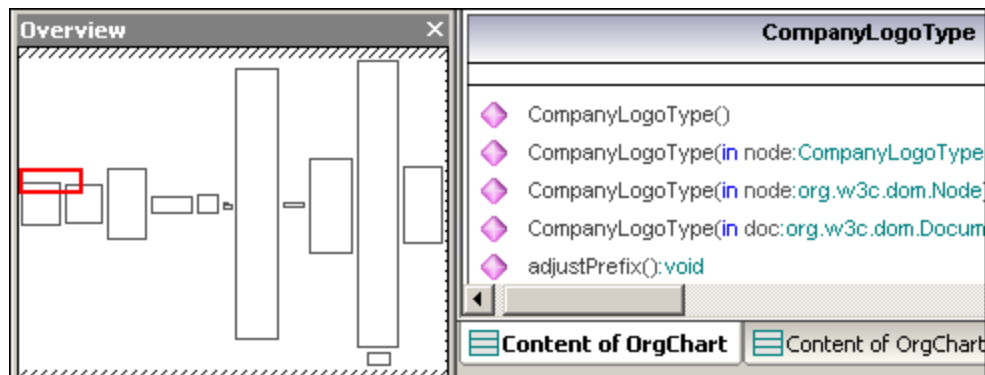 Overview
CompanyLogoType
CompanyLogoType()
CompanyLogoType(in node:CompanyLogoType
CompanyLogoType(in node:org.w3c.dom.Node)
CompanyLogoType(in doc:org.w3c.dom.Docum
adjustPrefix():void
Content of OrgChart
Content of OrgChart